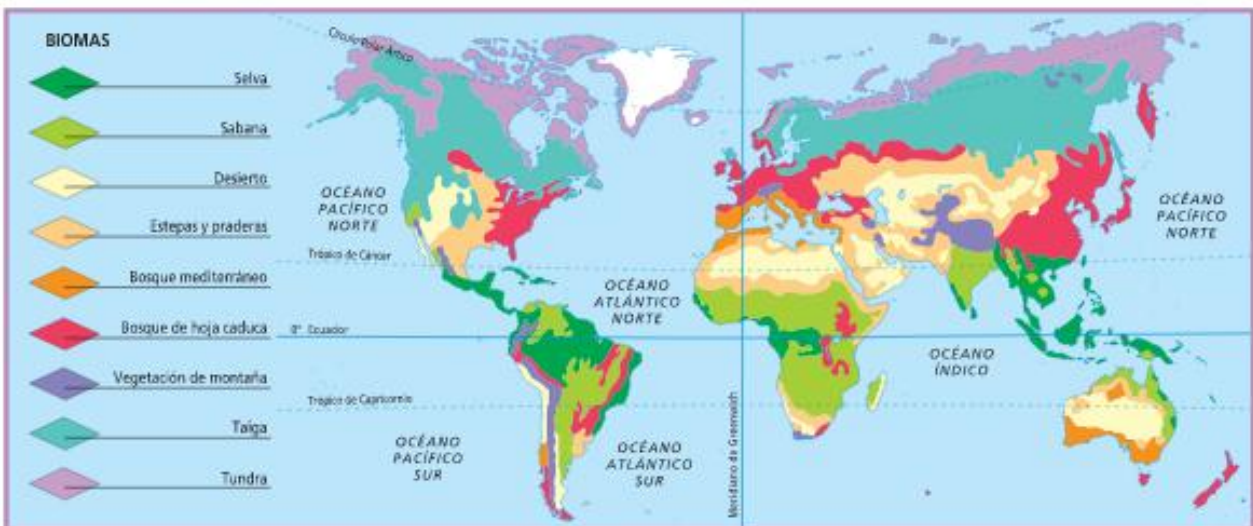 BIOMAS
Selva
Sabana
Desierto
Estepas y praderas
Bosque mediterráneo
Bosque de hoja caduca
Vegetación de montaña
Taiga
Tundra
Círculo Polar Ártico
OCÉANO
PACÍFICO
NORTE
Trópico de Cáncer
OCÉANO
ATLÁNTICO
NORTE
0° Ecuador
Trópico de Capricornio
OCÉANO
PACÍFICO
SUR
OCÉANO
ATLÁNTICO
SUR
Meridiano de Greenwich
OCÉANO
ÍNDICO
OCÉANO
PACÍFICO
NORTE